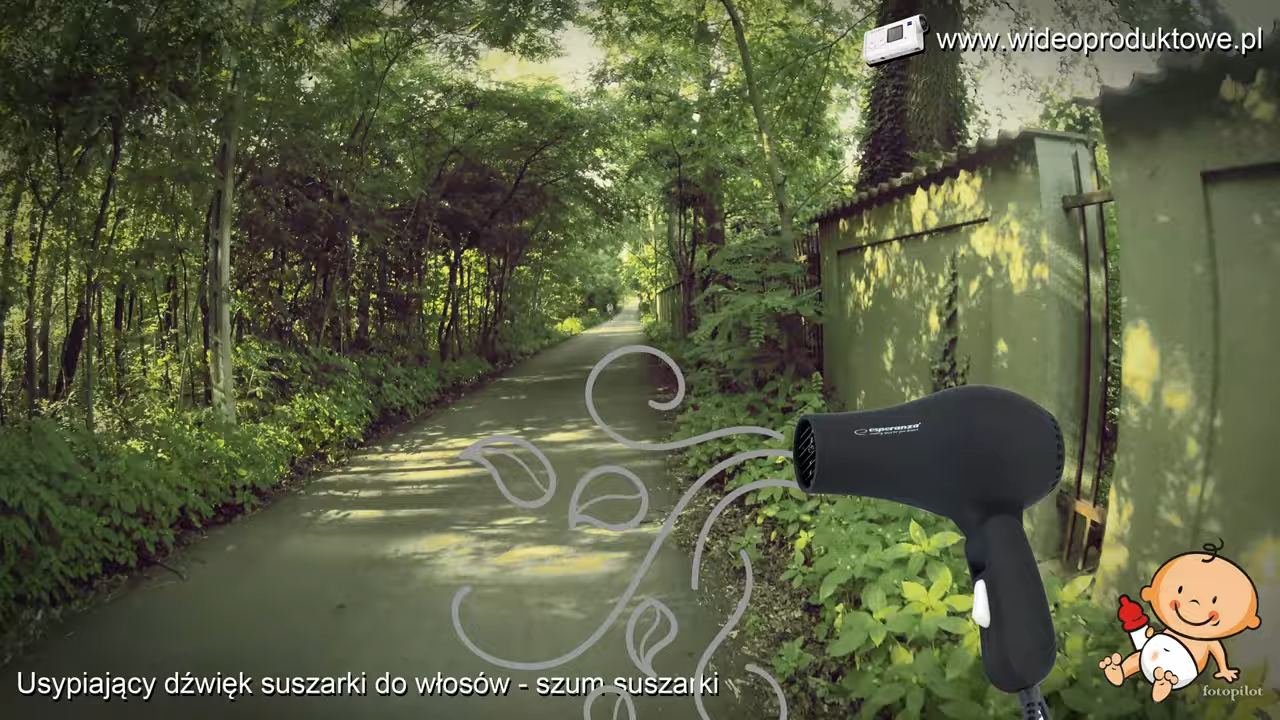 www.wideoproduktowe.pl
esperanza
Usypiający dźwięk suszarki do włosów - szum suszarki
fotopilot